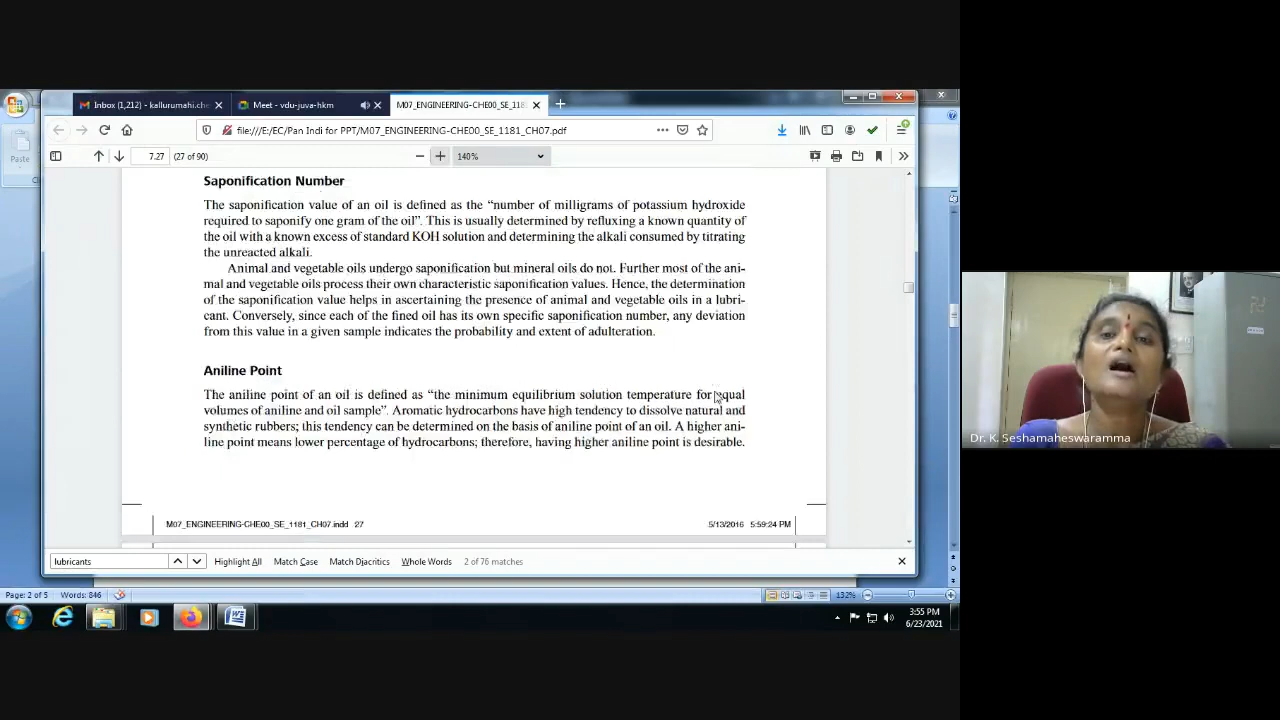 Inbox (1,212) - kallurumahi.che
Meet - vdu-juva-hkm
M07_ENGINEERING-CHE00_SE_118
file:///E:/EC/Pan Indi for PPT/M07_ENGINEERING-CHE00_SE_1181_CH07.pdf
Paste
7.27 (27 of 90)
140%
Saponification Number
The saponification value of an oil is defined as the “number of milligrams of potassium hydroxide
required to saponify one gram of the oil”. This is usually determined by refluxing a known quantity of
the oil with a known excess of standard KOH solution and determining the alkali consumed by titrating
the unreacted alkali.
Animal and vegetable oils undergo saponification but mineral oils do not. Further most of the ani-
mal and vegetable oils process their own characteristic saponification values. Hence, the determination
of the saponification value helps in ascertaining the presence of animal and vegetable oils in a lubri-
cant. Conversely, since each of the fined oil has its own specific saponification number, any deviation
from this value in a given sample indicates the probability and extent of adulteration.
Aniline Point
The aniline point of an oil is defined as “the minimum equilibrium solution temperature for equal
volumes of aniline and oil sample”. Aromatic hydrocarbons have high tendency to dissolve natural and
synthetic rubbers; this tendency can be determined on the basis of aniline point of an oil. A higher ani-
line point means lower percentage of hydrocarbons; therefore, having higher aniline point is desirable.
M07_ENGINEERING-CHE00_SE_1181_CH07.indd 27
5/13/2016 5:59:24 PM
lubricants
Highlight All
Match Case
Match Diacritics
Whole Words
2 of 76 matches
Page: 2 of 5
Words: 846
132%
3:55 PM
6/23/2021
Dr. K. Seshamaheswaramma